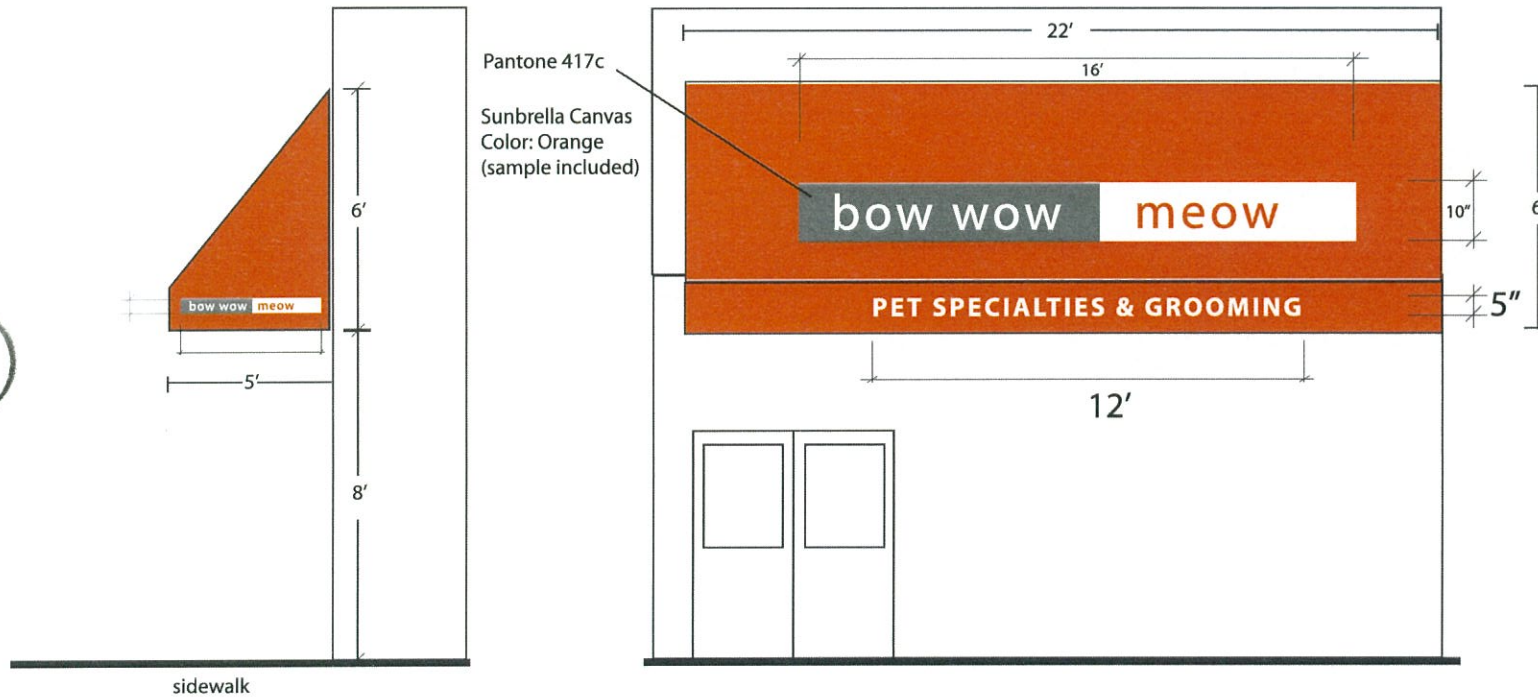 22'
Pantone 417c
16'
Sunbrella Canvas
Color: Orange
(sample included)
6'
bow wow meow
10"
6
bow wow meow
PET SPECIALTIES & GROOMING
5"
5'
12'
8'
sidewalk